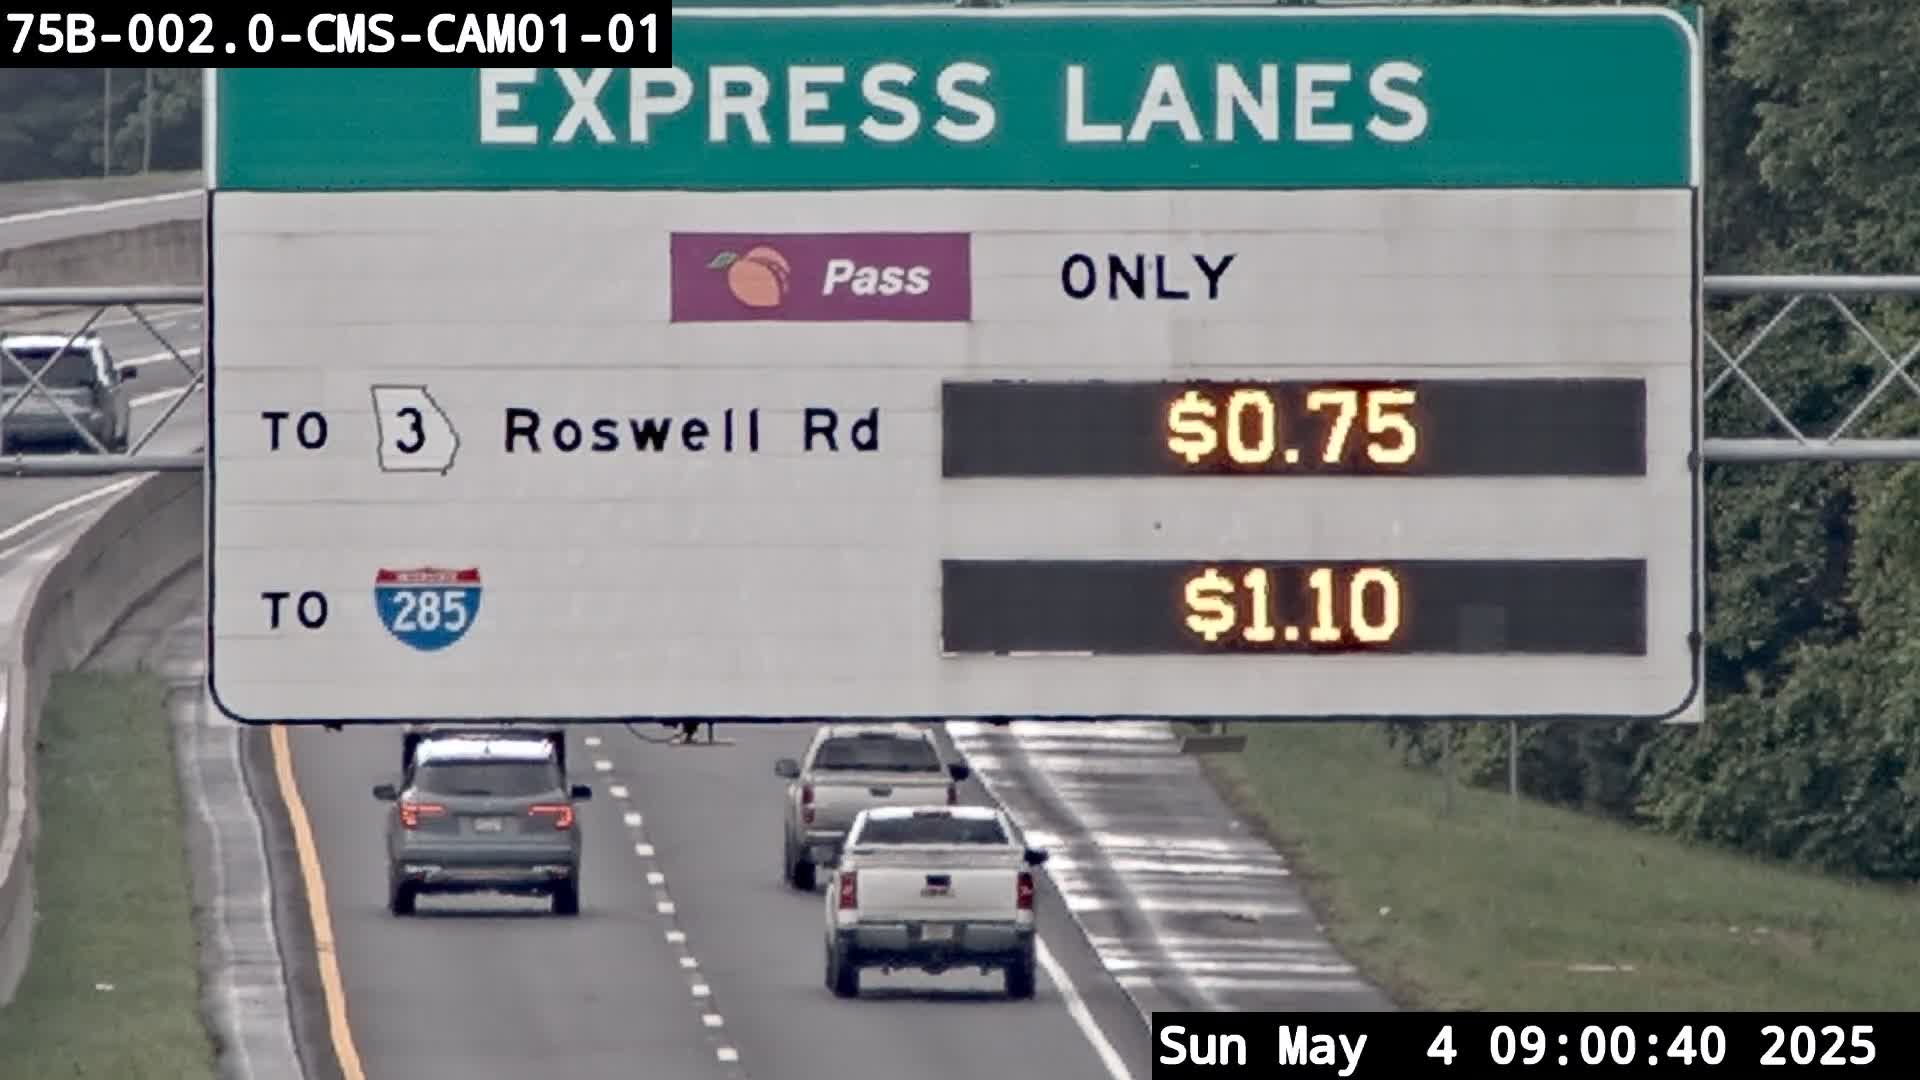 75B-002.0-CMS-CAM01-01
EXPRESS LANES
Pass ONLY
TO 3 Roswell Rd $0.75
TO 285 $1.10
Sun May 4 09:00:40 2025